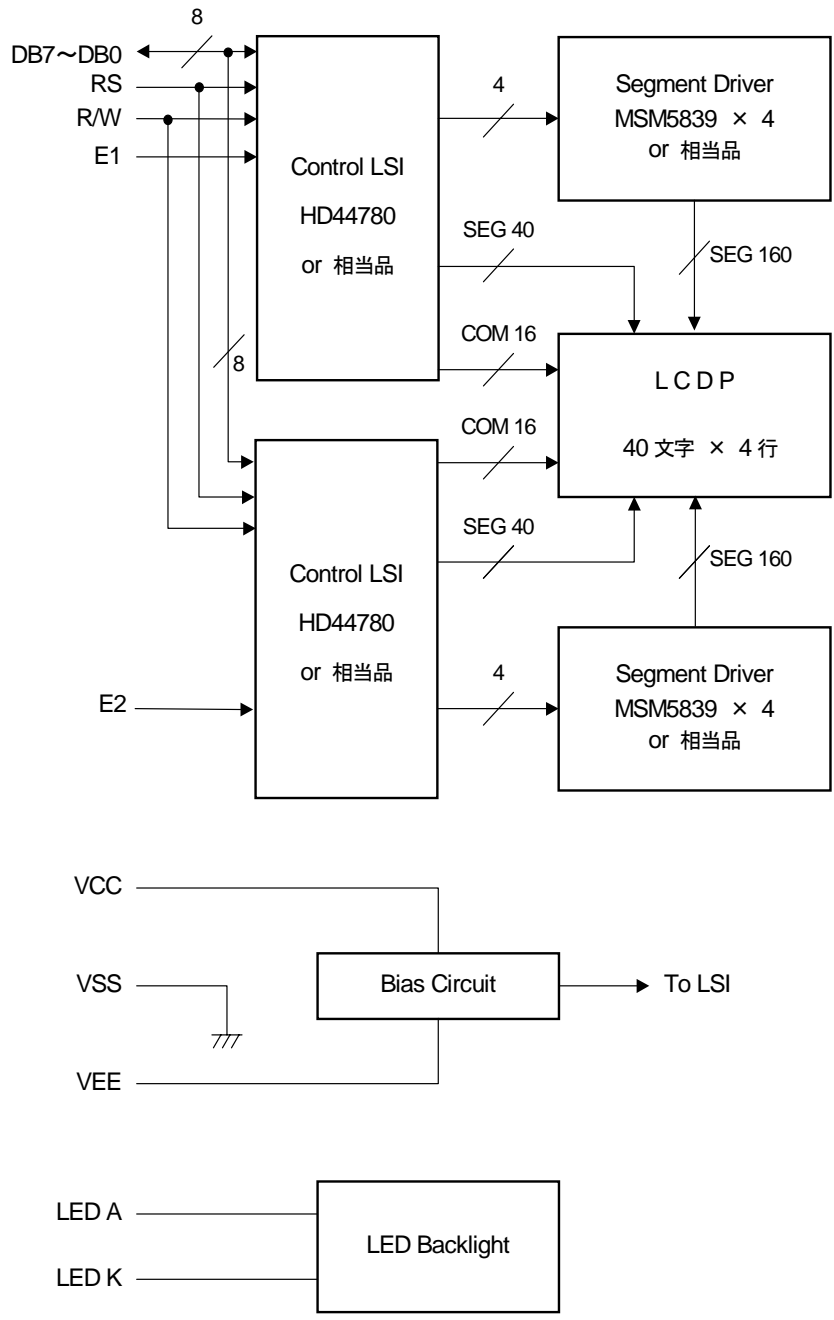 8
DB7～DB0
RS
R/W
E1
Control LSI
HD44780
or 相当品
4
Segment Driver
MSM5839 × 4
or 相当品
SEG 40
SEG 160
COM 16
8
L C D P
40 文字 × 4 行
COM 16
SEG 40
SEG 160
Control LSI
HD44780
or 相当品
E2
4
Segment Driver
MSM5839 × 4
or 相当品
VCC
VSS
Bias Circuit
To LSI
VEE
LED A
LED Backlight
LED K